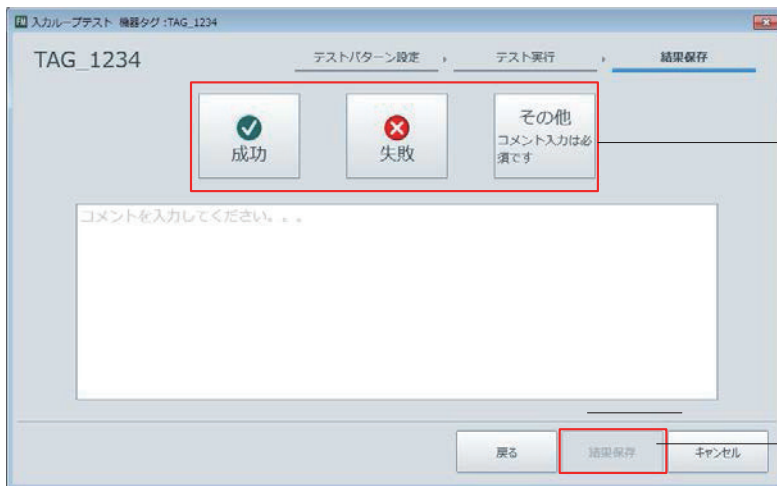 入力ループテスト 機器タグ :TAG_1234
TAG_1234
テストパターン設定
テスト実行
結果保存
成功
失敗
その他
コメント入力は必
須です
コメントを入力してください。。。
戻る
結果保存
キャンセル